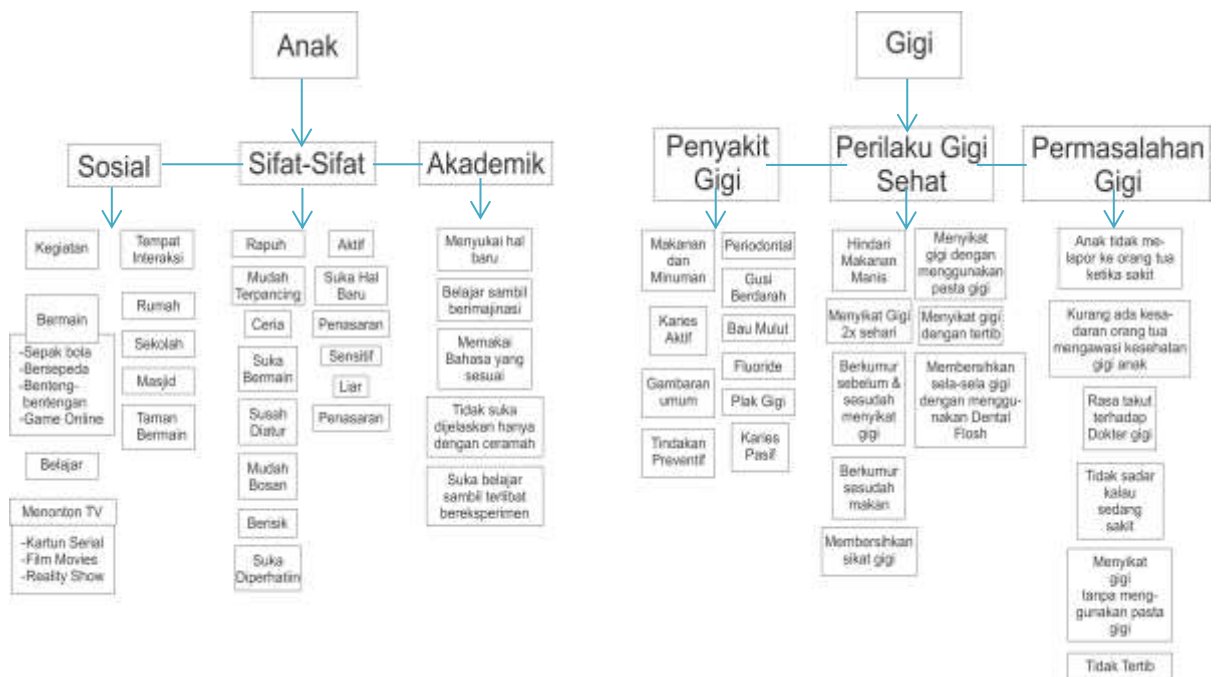 Anak
Sosial
Sifat-Sifat
Akademik
Kegiatan
Bermain
-Sepak bola
-Bersepeda
-Benteng-
bentengan
-Game Online
Belajar
Menonton TV
-Kartun Serial
-Film Movies
-Reality Show
Tempat
Interaksi
Rumah
Sekolah
Masjid
Taman
Bermain
Rapuh
Mudah
Terpancing
Ceria
Suka
Bermain
Susah
Diatur
Mudah
Bosan
Berisik
Suka
Diperhatiin
Aktif
Suka Hal
Baru
Penasaran
Sensitif
Liar
Penasaran
Menyukai hal
baru
Belajar sambil
berimajinasi
Memakai
Bahasa yang
sesuai
Tidak suka
dijelaskan hanya
dengan ceramah
Suka belajar
sambil terlibat
bereksperimen
Gigi
Penyakit
Gigi
Perilaku Gigi
Sehat
Permasalahan
Gigi
Makanan
dan
Minuman
Karies
Aktif
Gambaran
umum
Tindakan
Preventif
Periodontal
Gusi
Berdarah
Bau Mulut
Fluoride
Plak Gigi
Karies
Pasif
Hindari
Makanan
Manis
Menyikat Gigi
2x sehari
Berkumur
sebelum &
sesudah
menyikat
gigi
Berkumur
sesudah
makan
Membersihkan
sikat gigi
Menyikat
gigi dengan
menggunakan
pasta gigi
Menyikat gigi
dengan tertib
Membersihkan
sela-sela gigi
dengan menggu-
nakan Dental
Flosh
Anak tidak me-
lapor ke orang tua
ketika sakit
Kurang ada kesa-
daran orang tua
mengawasi kesehatan
gigi anak
Rasa takut
terhadap
Dokter gigi
Tidak sadar
kalau
sedang
sakit
Menyikat
gigi
tanpa meng-
gunakan pasta
gigi
Tidak Tertib